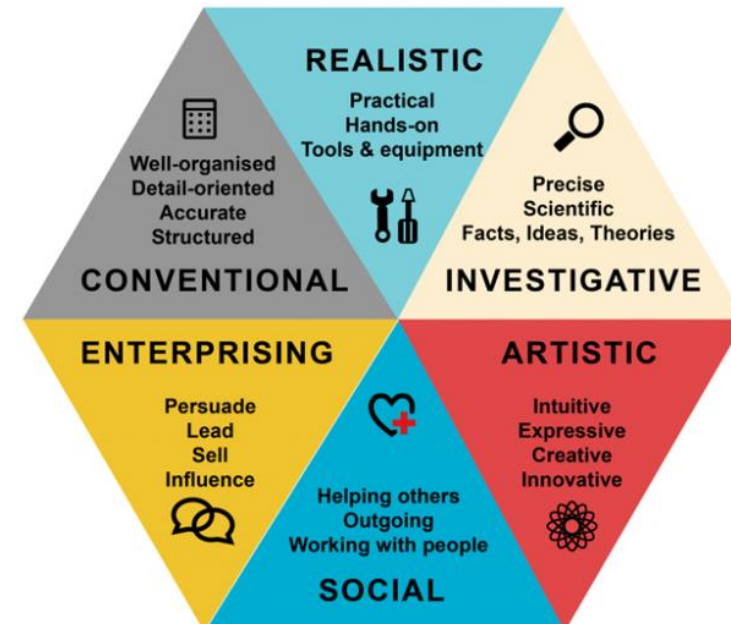 REALISTIC
Practical
Hands-on
Tools & equipment
Well-organised
Detail-oriented
Accurate
Structured
CONVENTIONAL
Precise
Scientific
Facts, Ideas, Theories
INVESTIGATIVE
ENTERPRISING
Persuade
Lead
Sell
Influence
Helping others
Outgoing
Working with people
SOCIAL
ARTISTIC
Intuitive
Expressive
Creative
Innovative